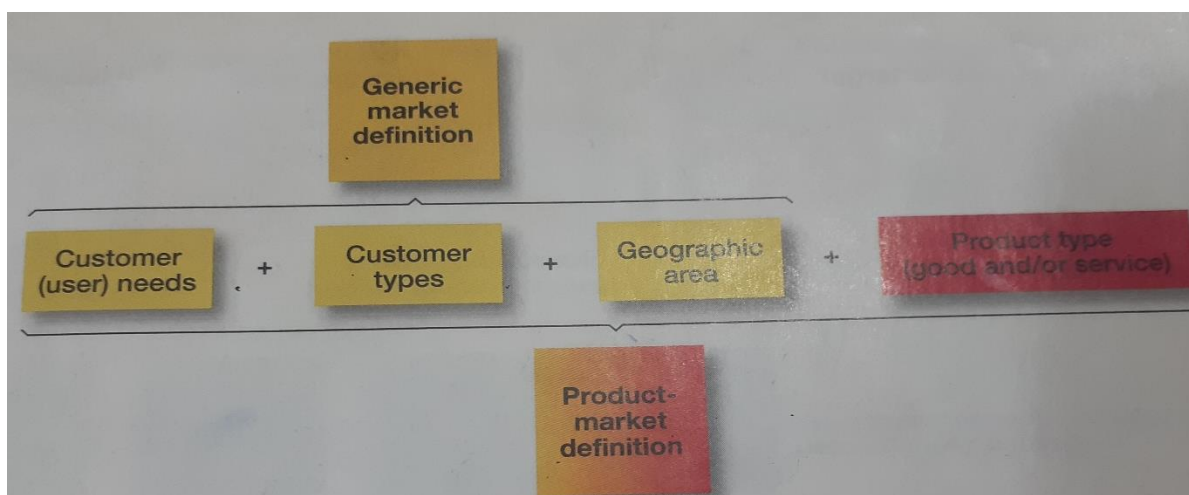 Generic
market
definition
Customer
(user) needs
+
Customer
types
+
Geographic
area
+
Product type
(good and/or service)
Product-
market
definition